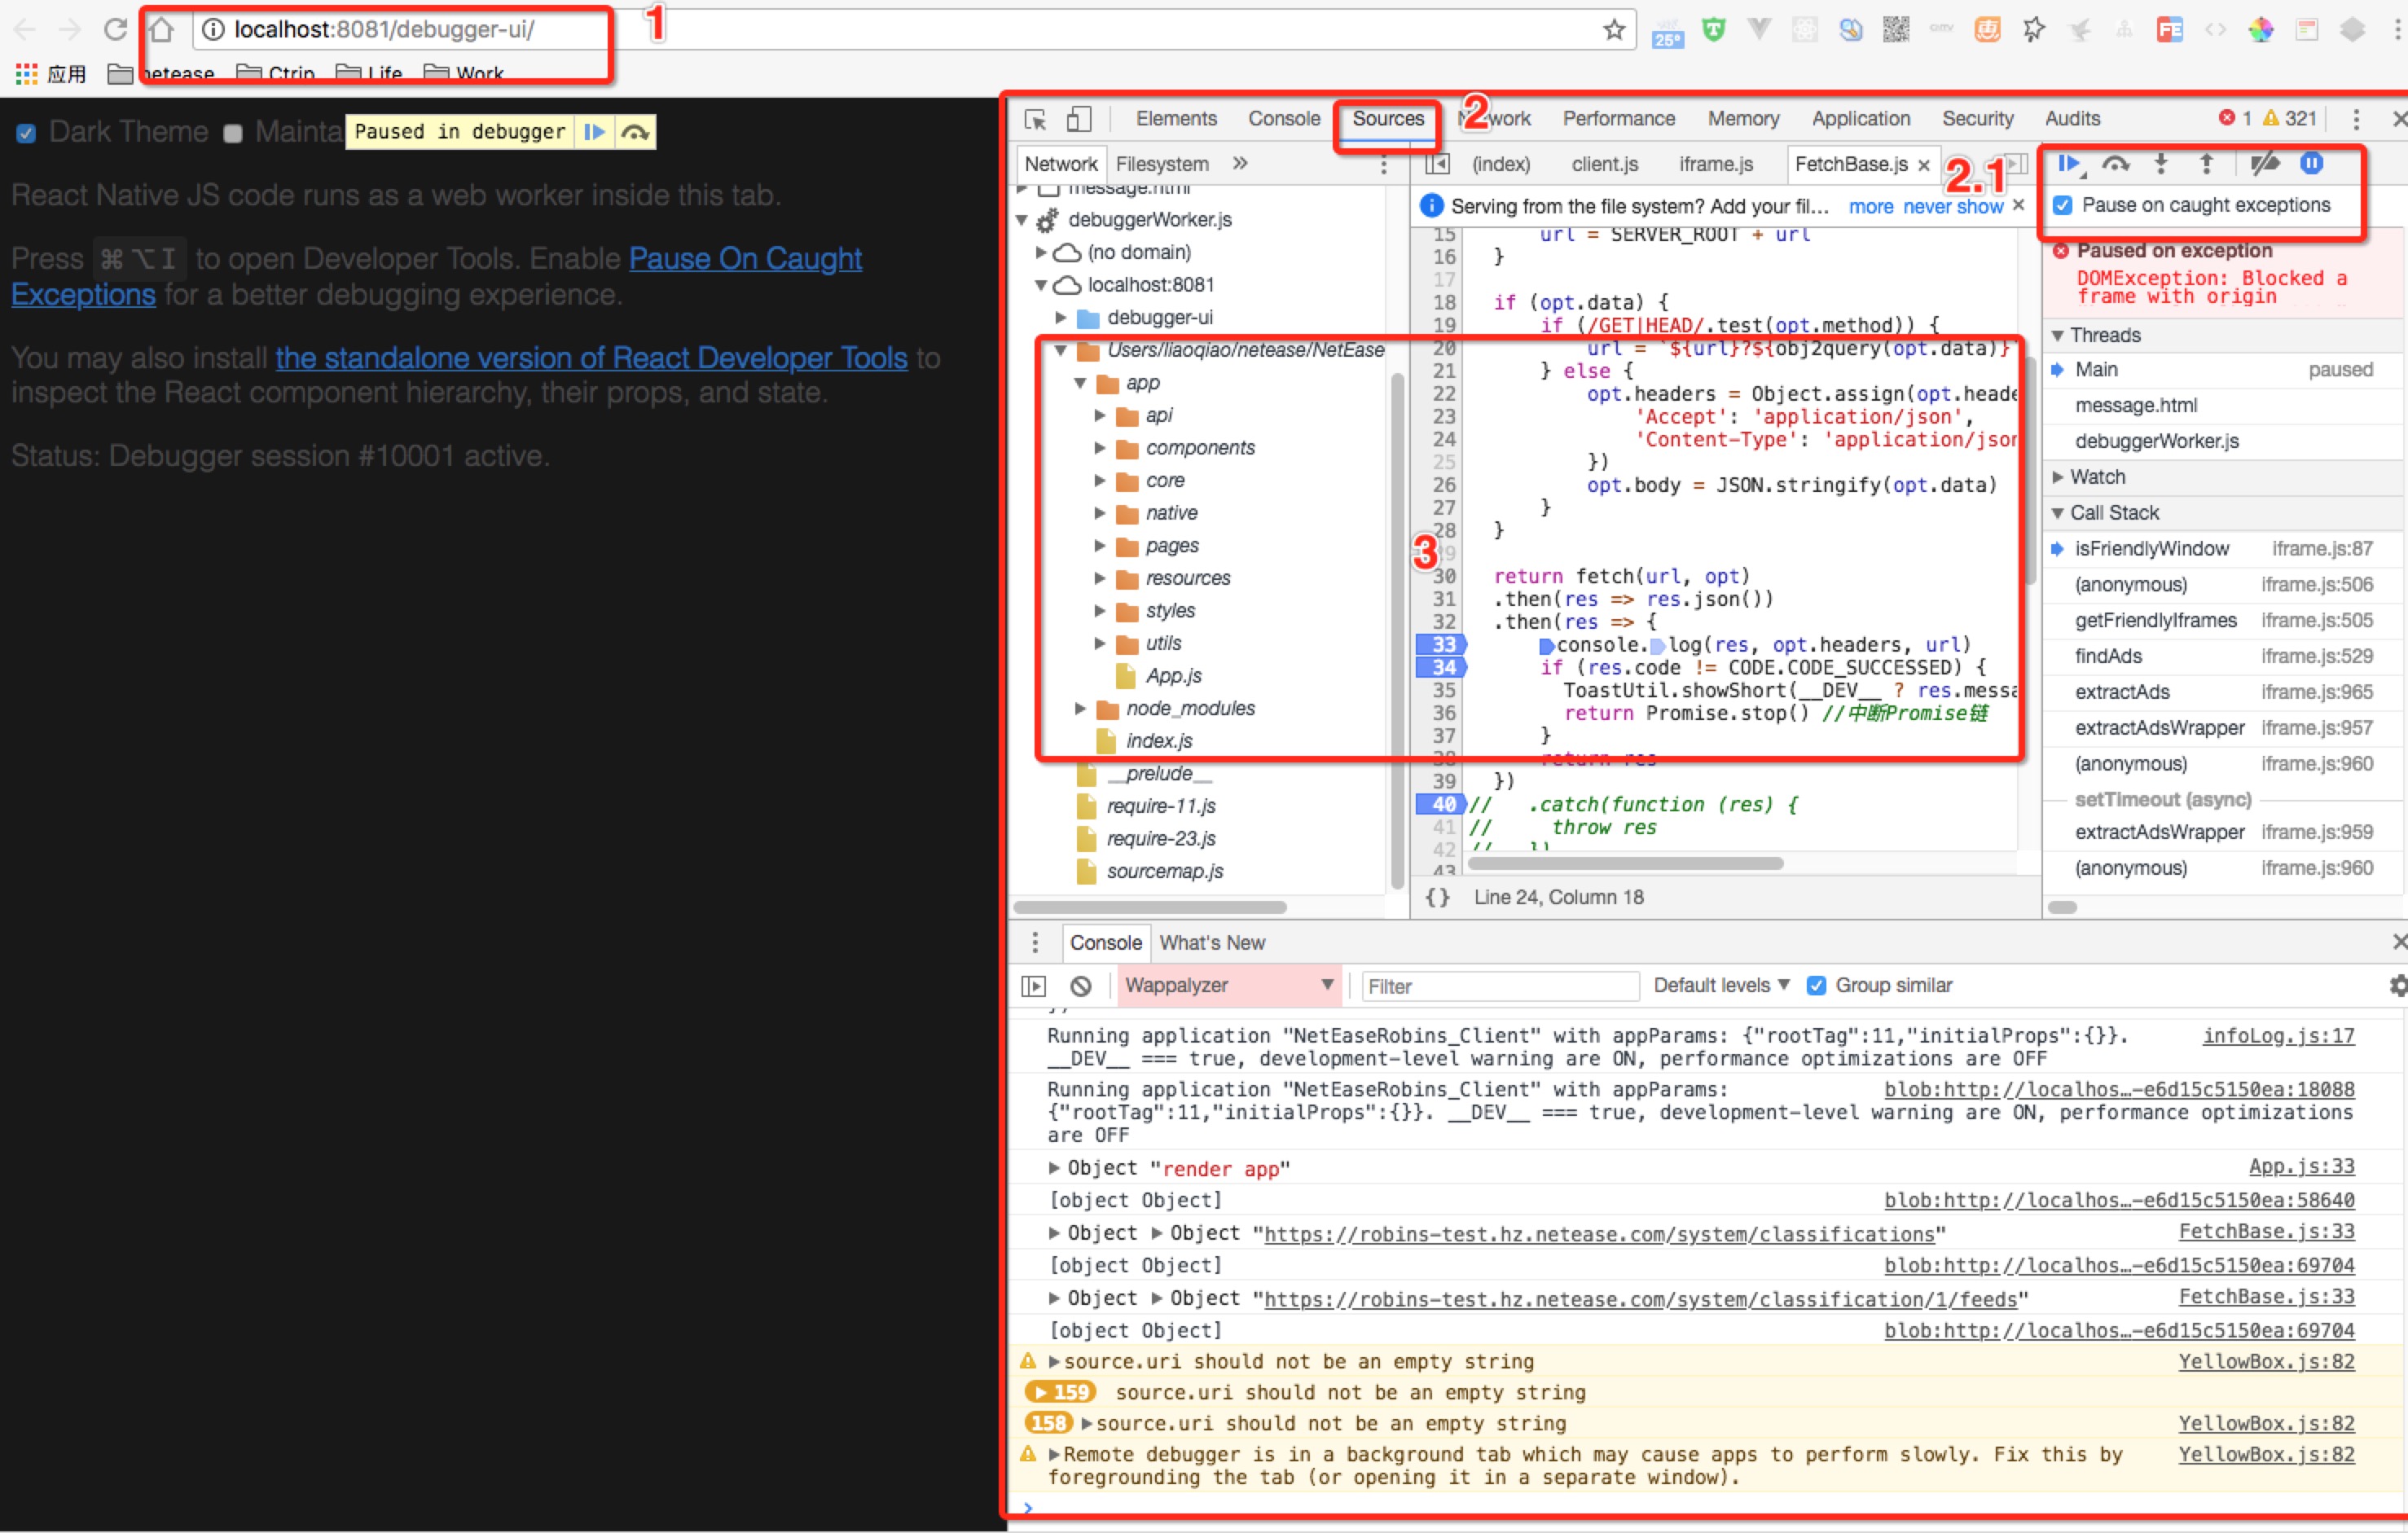 localhost:8081/debugger-ui/
1
25°
FE
应用
netease
Ctrip
Life
Work
Dark Theme
Mainta
Paused in debugger
React Native JS code runs as a web worker inside this tab.
Press ⌘⌥I to open Developer Tools. Enable Pause On Caught
Exceptions for a better debugging experience.
You may also install the standalone version of React Developer Tools to
inspect the React component hierarchy, their props, and state.
Status: Debugger session #10001 active.
Elements Console Sources 2 Network Performance Memory Application Security Audits 1 321
Network Filesystem »
message.html
debuggerWorker.js
(no domain)
localhost:8081
debugger-ui
Users/liaoqiao/netease/NetEase
app
api
components
core
native
pages
resources
styles
utils
App.js
node_modules
index.js
__prelude__
require-11.js
require-23.js
sourcemap.js
(index) client.js iframe.js FetchBase.js × 2.1
Serving from the file system? Add your fil... more never show ×
15 url = SERVER_ROOT + url
16 }
17
18 if (opt.data) {
19 if (/GET|HEAD/.test(opt.method)) {
20 url = `${url}?${obj2query(opt.data)}`
21 } else {
22 opt.headers = Object.assign(opt.heade
23 'Accept': 'application/json',
24 'Content-Type': 'application/json
25 })
26 opt.body = JSON.stringify(opt.data)
27 }
28 }
3
29
30 return fetch(url, opt)
31 .then(res => res.json())
32 .then(res => {
33 console.log(res, opt.headers, url)
34 if (res.code != CODE.CODE_SUCCESSED) {
35 ToastUtil.showShort(__DEV__ ? res.messa
36 return Promise.stop() //中断Promise链
37 }
38 return res
39 })
40 // .catch(function (res) {
41 // throw res
42 // })
43
{} Line 24, Column 18
Pause on caught exceptions
Paused on exception
DOMException: Blocked a
frame with origin
Threads
Main paused
message.html
debuggerWorker.js
Watch
Call Stack
isFriendlyWindow iframe.js:87
(anonymous) iframe.js:506
getFriendlyIframes iframe.js:505
findAds iframe.js:529
extractAds iframe.js:965
extractAdsWrapper iframe.js:957
(anonymous) iframe.js:960
setTimeout (async)
extractAdsWrapper iframe.js:959
(anonymous) iframe.js:960
Console What's New
Wappalyzer Filter Default levels Group similar
Running application "NetEaseRobins_Client" with appParams: {"rootTag":11,"initialProps":{}}. infoLog.js:17
__DEV__ === true, development-level warning are ON, performance optimizations are OFF
Running application "NetEaseRobins_Client" with appParams: blob:http://localhos…-e6d15c5150ea:18088
{"rootTag":11,"initialProps":{}}. __DEV__ === true, development-level warning are ON, performance optimizations
are OFF
Object "render app" App.js:33
[object Object] blob:http://localhos…-e6d15c5150ea:58640
Object Object "https://robins-test.hz.netease.com/system/classifications" FetchBase.js:33
[object Object] blob:http://localhos…-e6d15c5150ea:69704
Object Object "https://robins-test.hz.netease.com/system/classification/1/feeds" FetchBase.js:33
[object Object] blob:http://localhos…-e6d15c5150ea:69704
source.uri should not be an empty string YellowBox.js:82
159 source.uri should not be an empty string
158 source.uri should not be an empty string YellowBox.js:82
Remote debugger is in a background tab which may cause apps to perform slowly. Fix this by YellowBox.js:82
foregrounding the tab (or opening it in a separate window).